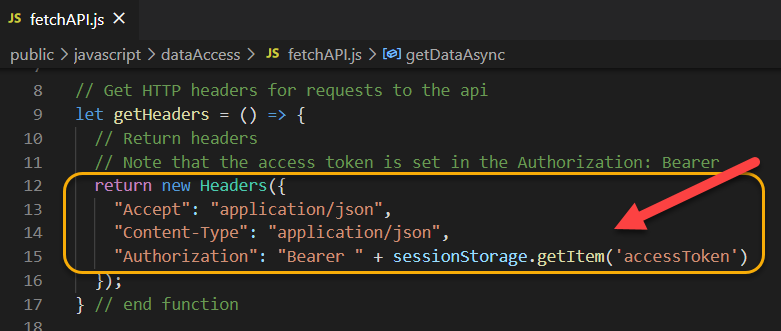 JS fetchAPI.js ×
public > javascript > dataAccess > JS fetchAPI.js > getDataAsync
8 // Get HTTP headers for requests to the api
9 let getHeaders = () => {
10 // Return headers
11 // Note that the access token is set in the Authorization: Bearer
12 return new Headers({
13 "Accept": "application/json",
14 "Content-Type": "application/json",
15 "Authorization": "Bearer " + sessionStorage.getItem('accessToken')
16 });
17 } // end function
18